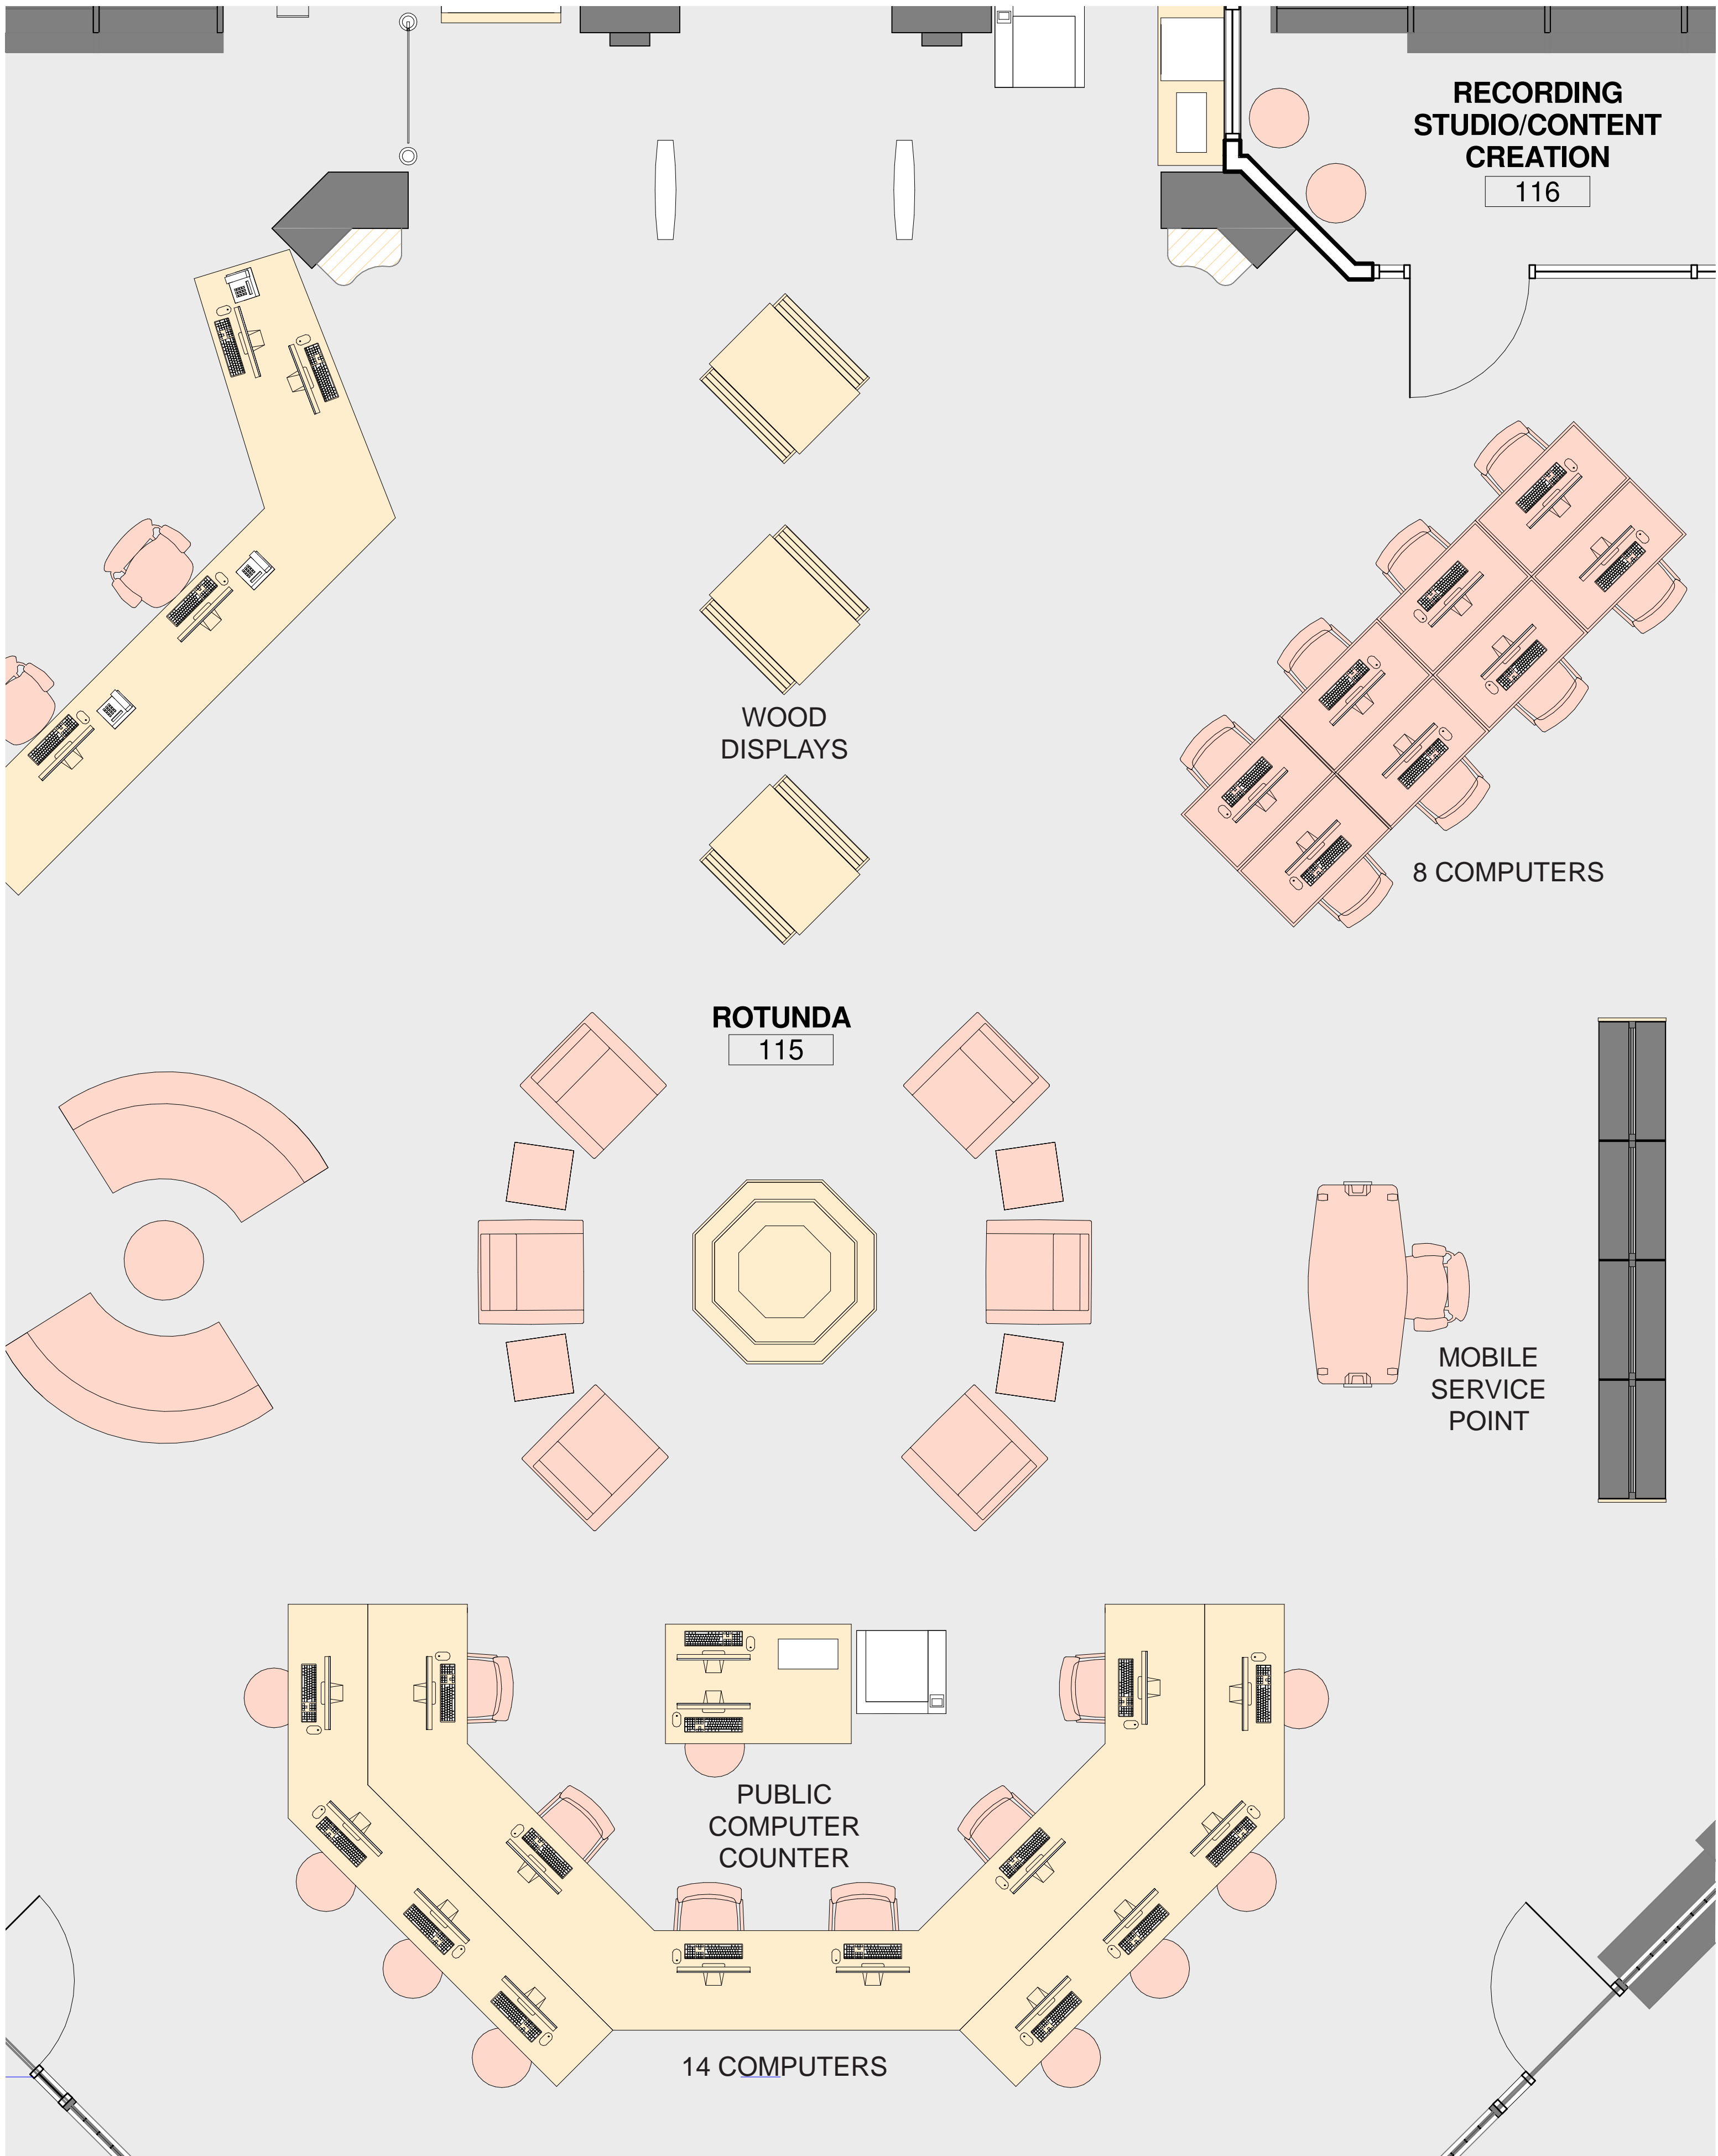 RECORDING
STUDIO/CONTENT
CREATION
116
WOOD
DISPLAYS
8 COMPUTERS
ROTUNDA
115
MOBILE
SERVICE
POINT
PUBLIC
COMPUTER
COUNTER
14 COMPUTERS